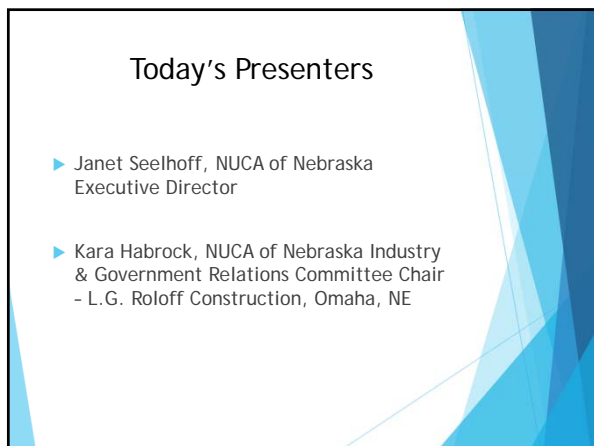 Today's Presenters
Janet Seelhoff, NUCA of Nebraska
Executive Director
Kara Habrock, NUCA of Nebraska Industry
& Government Relations Committee Chair
– L.G. Roloff Construction, Omaha, NE